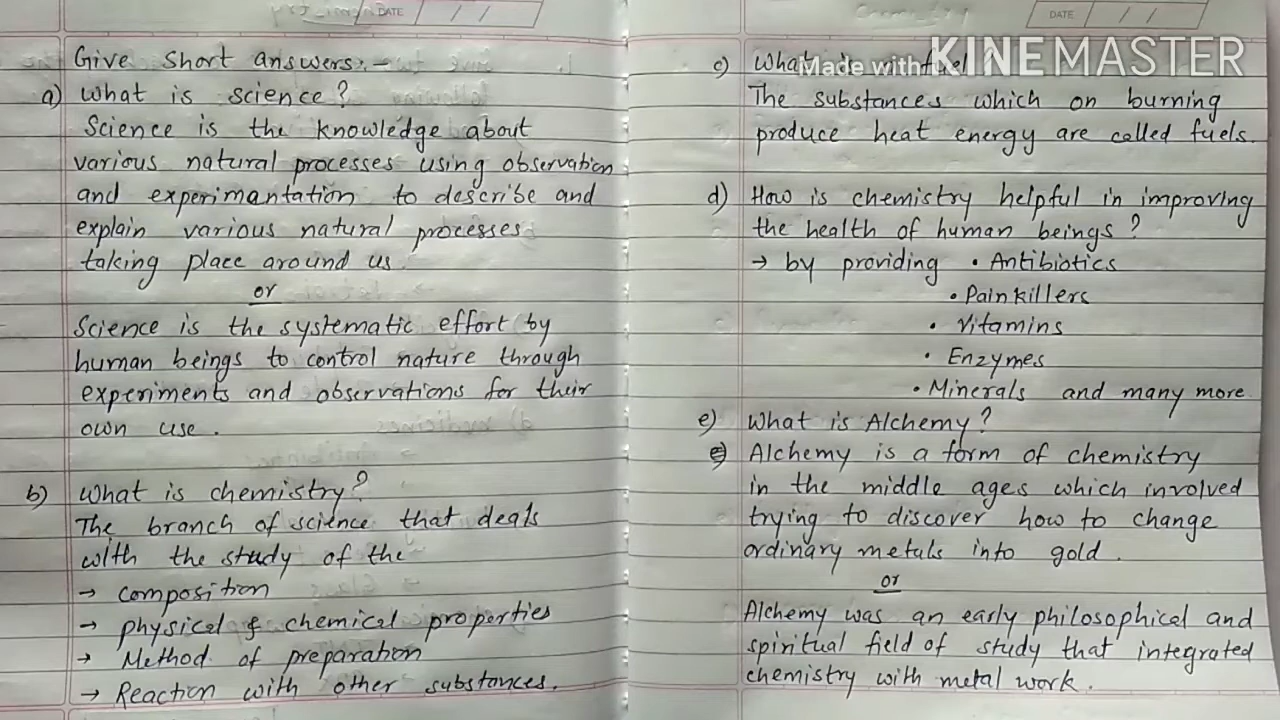 DATE / /
Give short answers:-
a) What is science?
Science is the knowledge about
various natural processes using observation
and experimantation to describe and
explain various natural processes
taking place around us.
or
Science is the systematic effort by
human beings to control nature through
experiments and observations for their
own use.
b) What is chemistry?
The branch of science that deals
with the study of the
→ composition
→ physical & chemical properties
→ Method of preparation
→ Reaction with other substances.
DATE / /
Made with KINEMASTER
c) What is fuel?
The substances which on burning
produce heat energy are called fuels.
d) How is chemistry helpful in improving
the health of human beings?
→ by providing • Antibiotics
• Painkillers
• Vitamins
• Enzymes
• Minerals and many more
e) What is Alchemy?
e) Alchemy is a form of chemistry
in the middle ages which involved
trying to discover how to change
ordinary metals into gold.
or
Alchemy was an early philosophical and
spiritual field of study that integrated
chemistry with metal work.